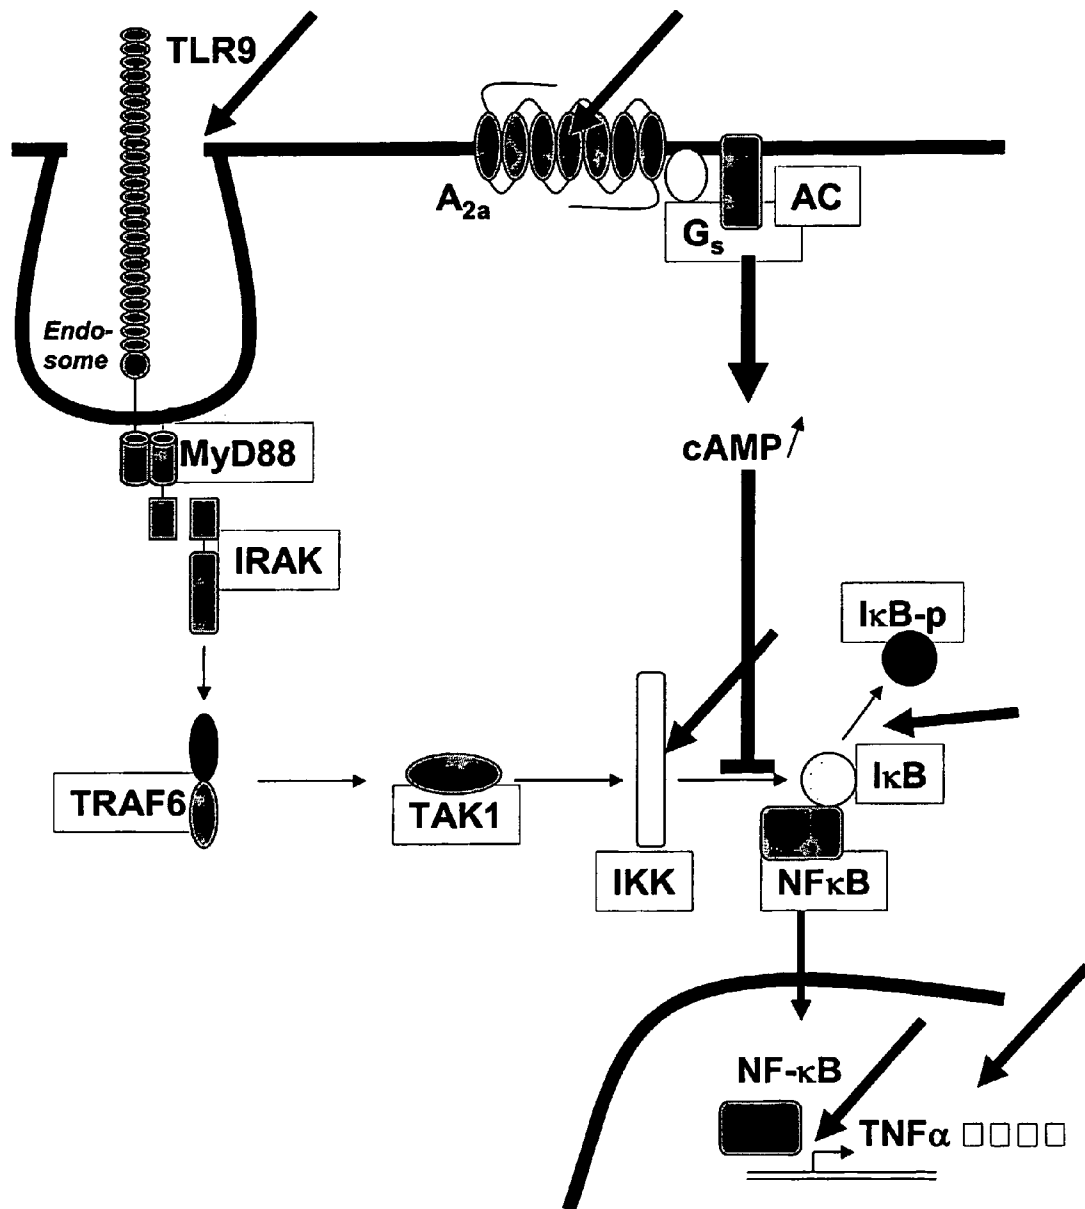 TLR9
A2a
Gs
AC
Endo-
some
cAMP
MyD88
IRAK
IκB-p
TRAF6
TAK1
IKK
IκB
NFκB
NF-κB
TNFα